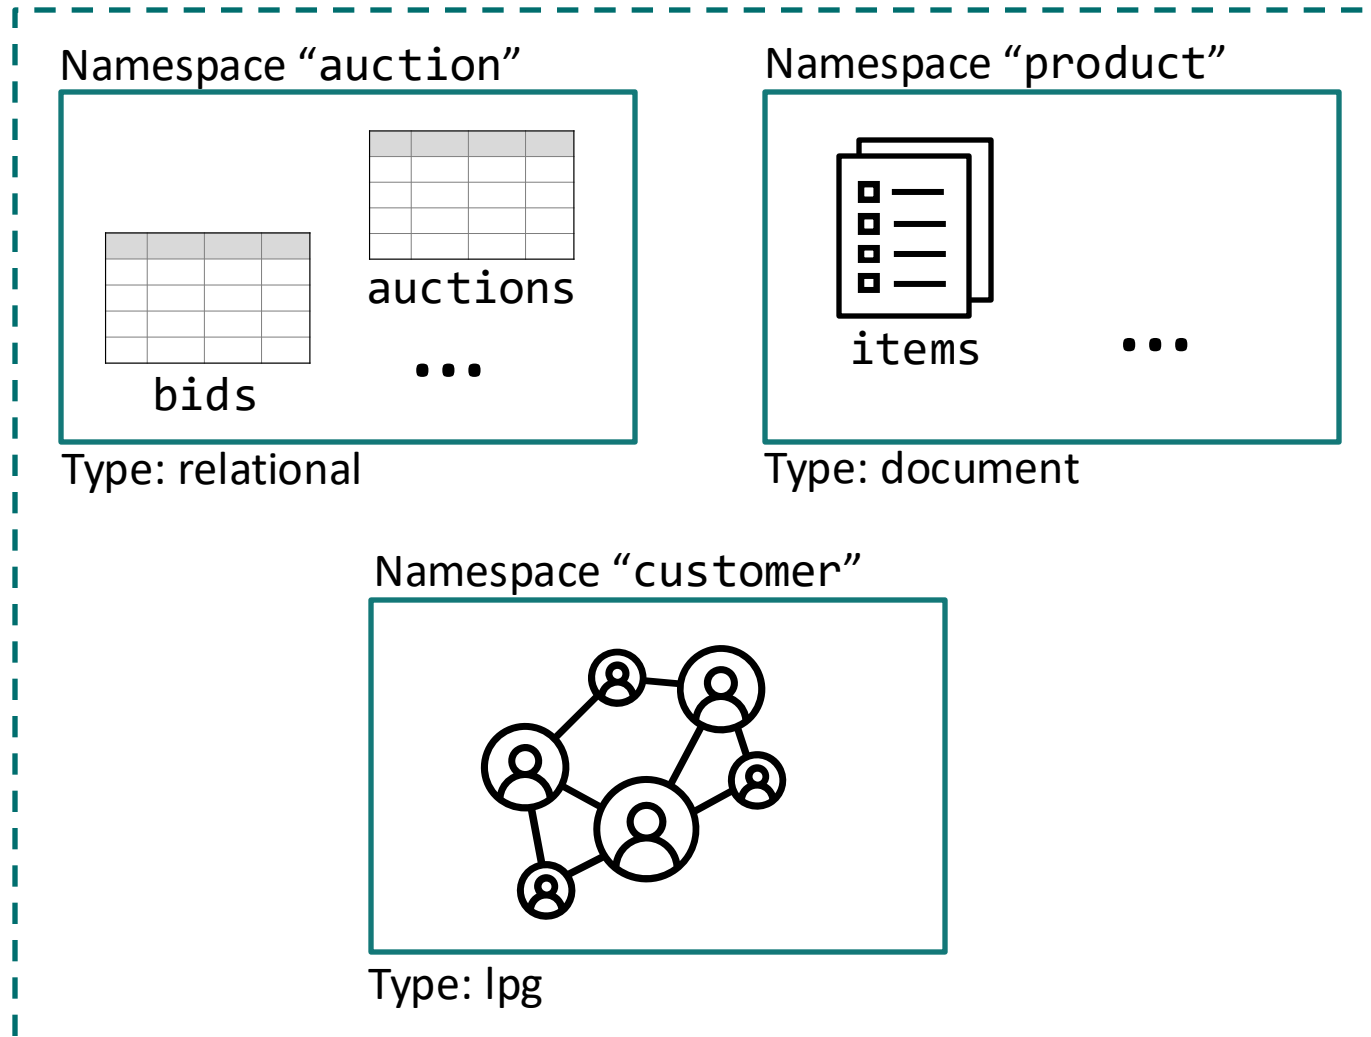 Namespace “auction”
Namespace “product”
auctions
bids
...
items
...
Type: relational
Type: document
Namespace “customer”
Type: lpg